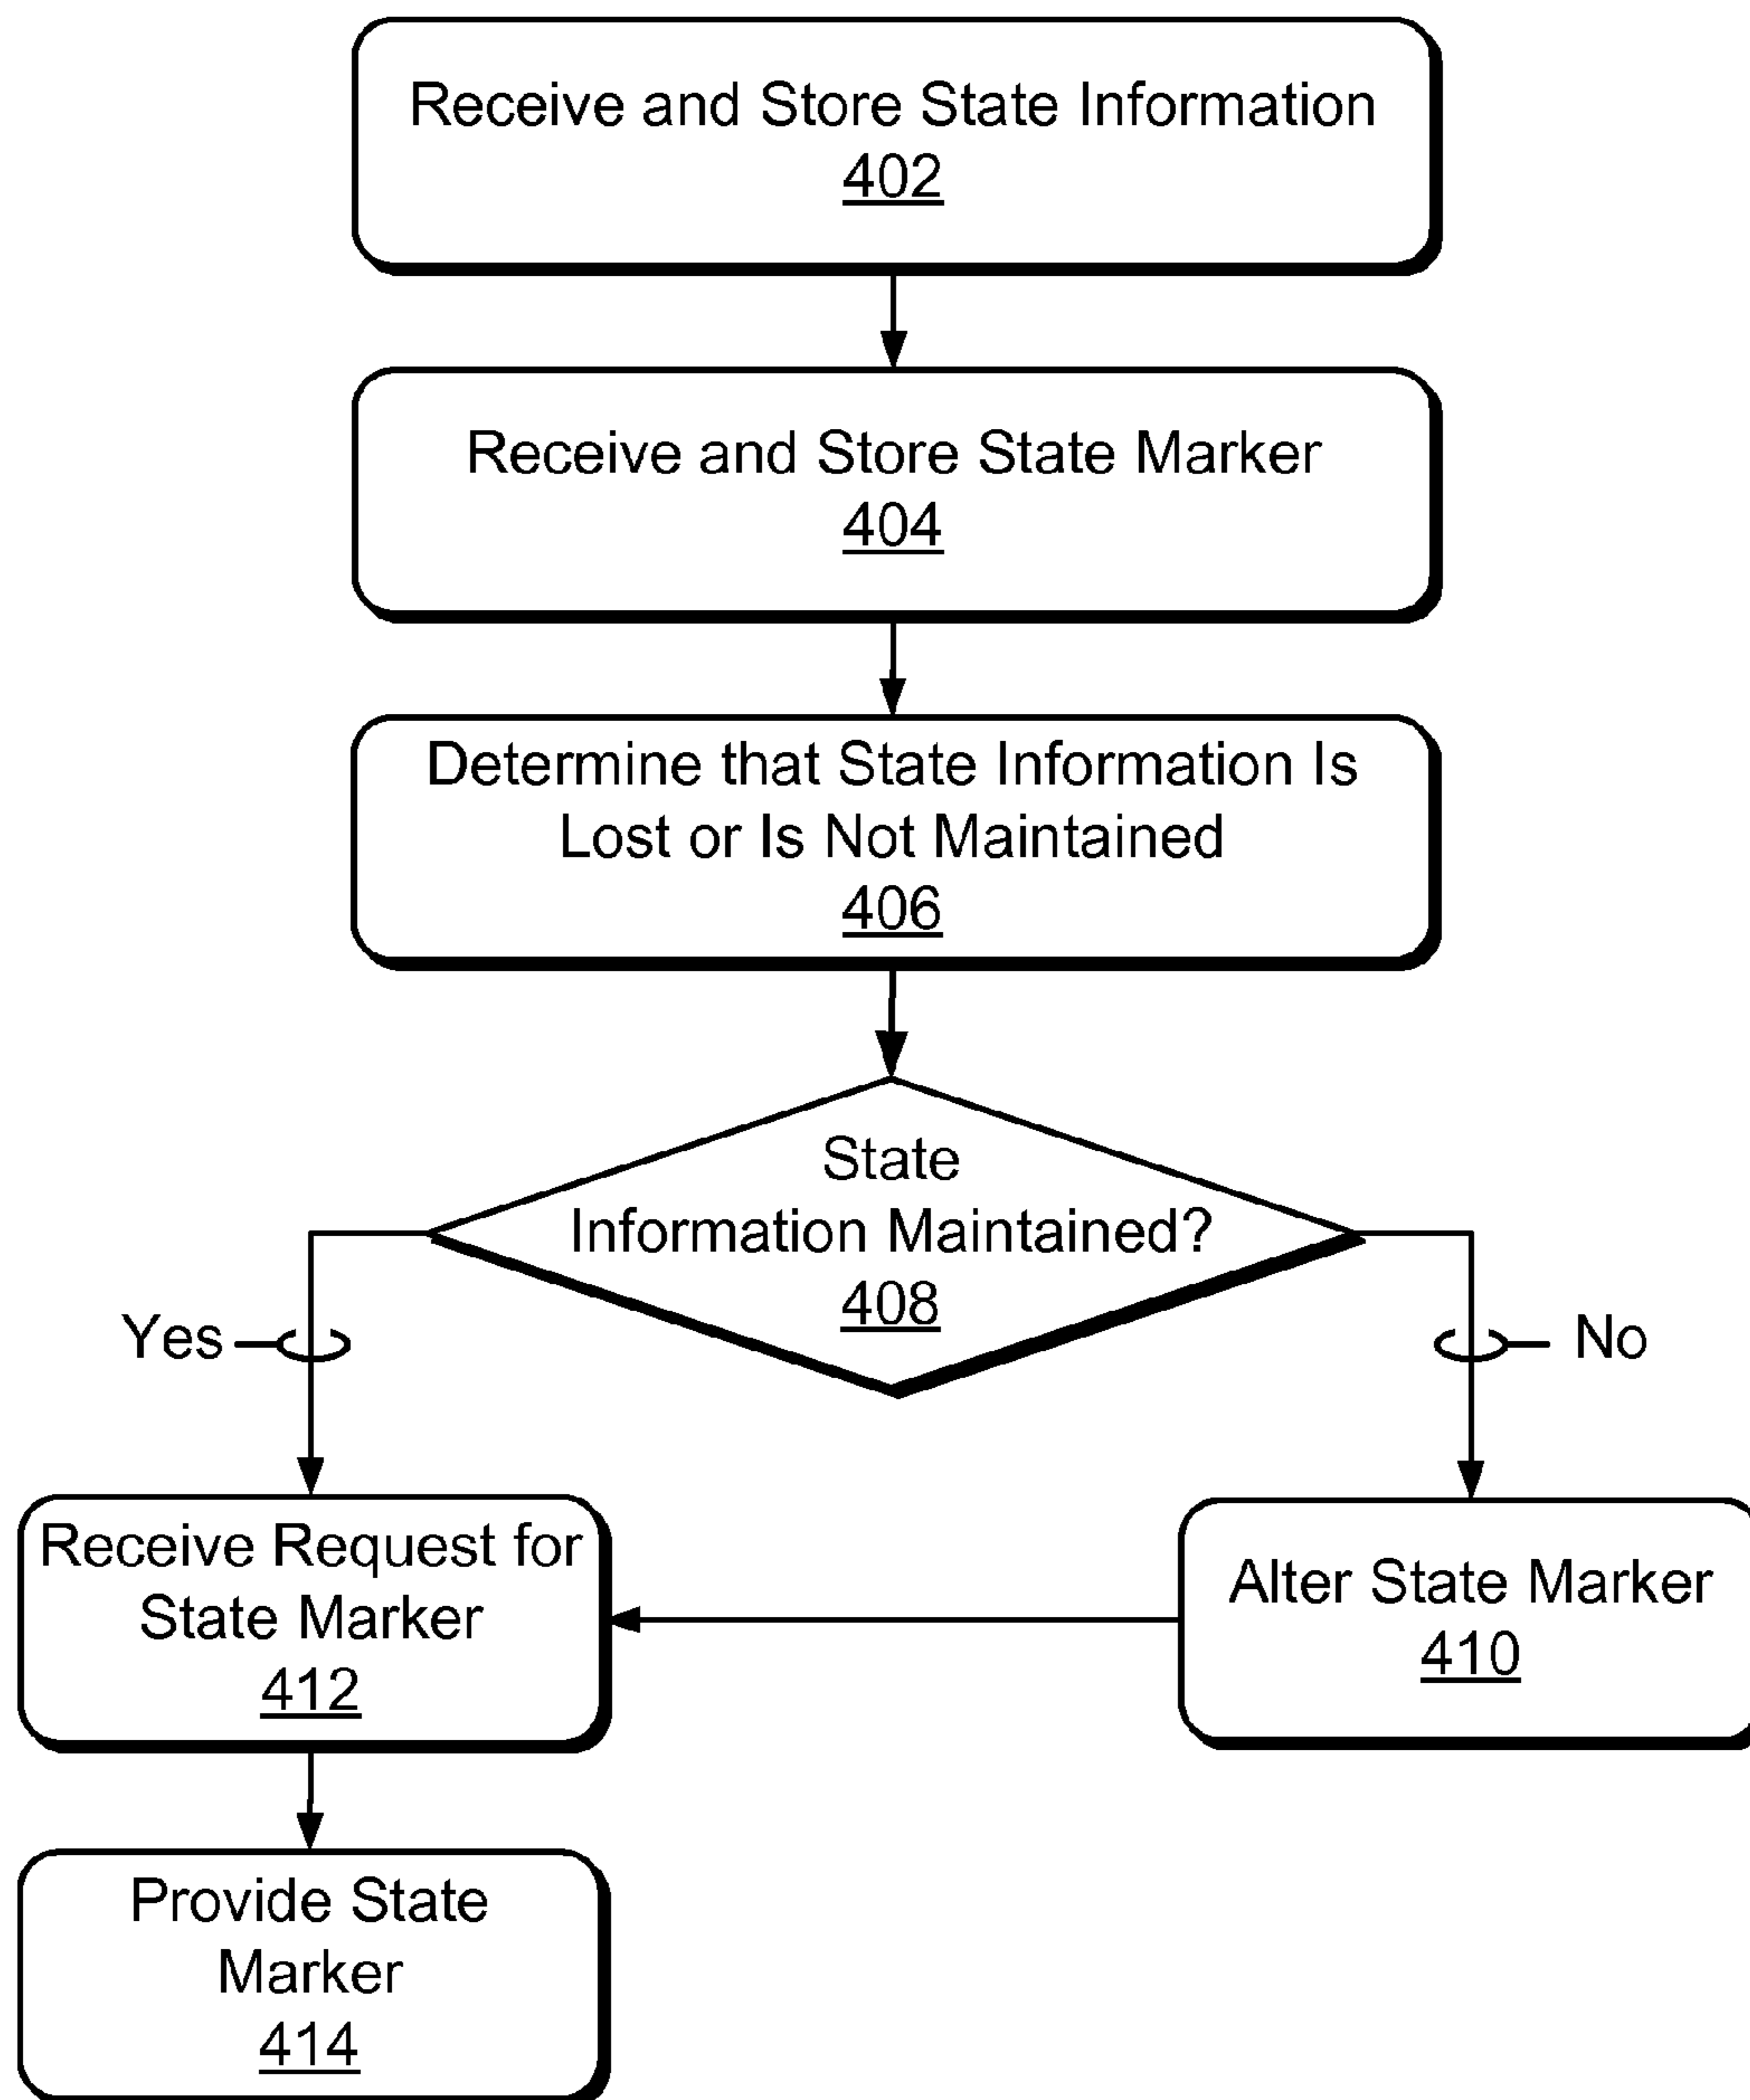 Receive and Store State Information
402
Receive and Store State Marker
404
Determine that State Information Is
Lost or Is Not Maintained
406
State
Information Maintained?
408
Yes
No
Receive Request for
State Marker
412
Alter State Marker
410
Provide State
Marker
414